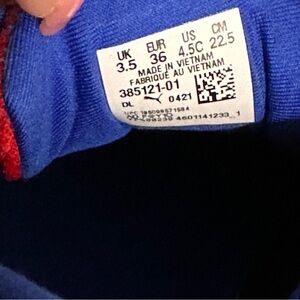 UK EUR US CM
3.5 36 4.5C 22.5
MADE IN VIETNAM
FABRIQUÉ AU VIETNAM
385121-01
DL 0421
4601141233_1